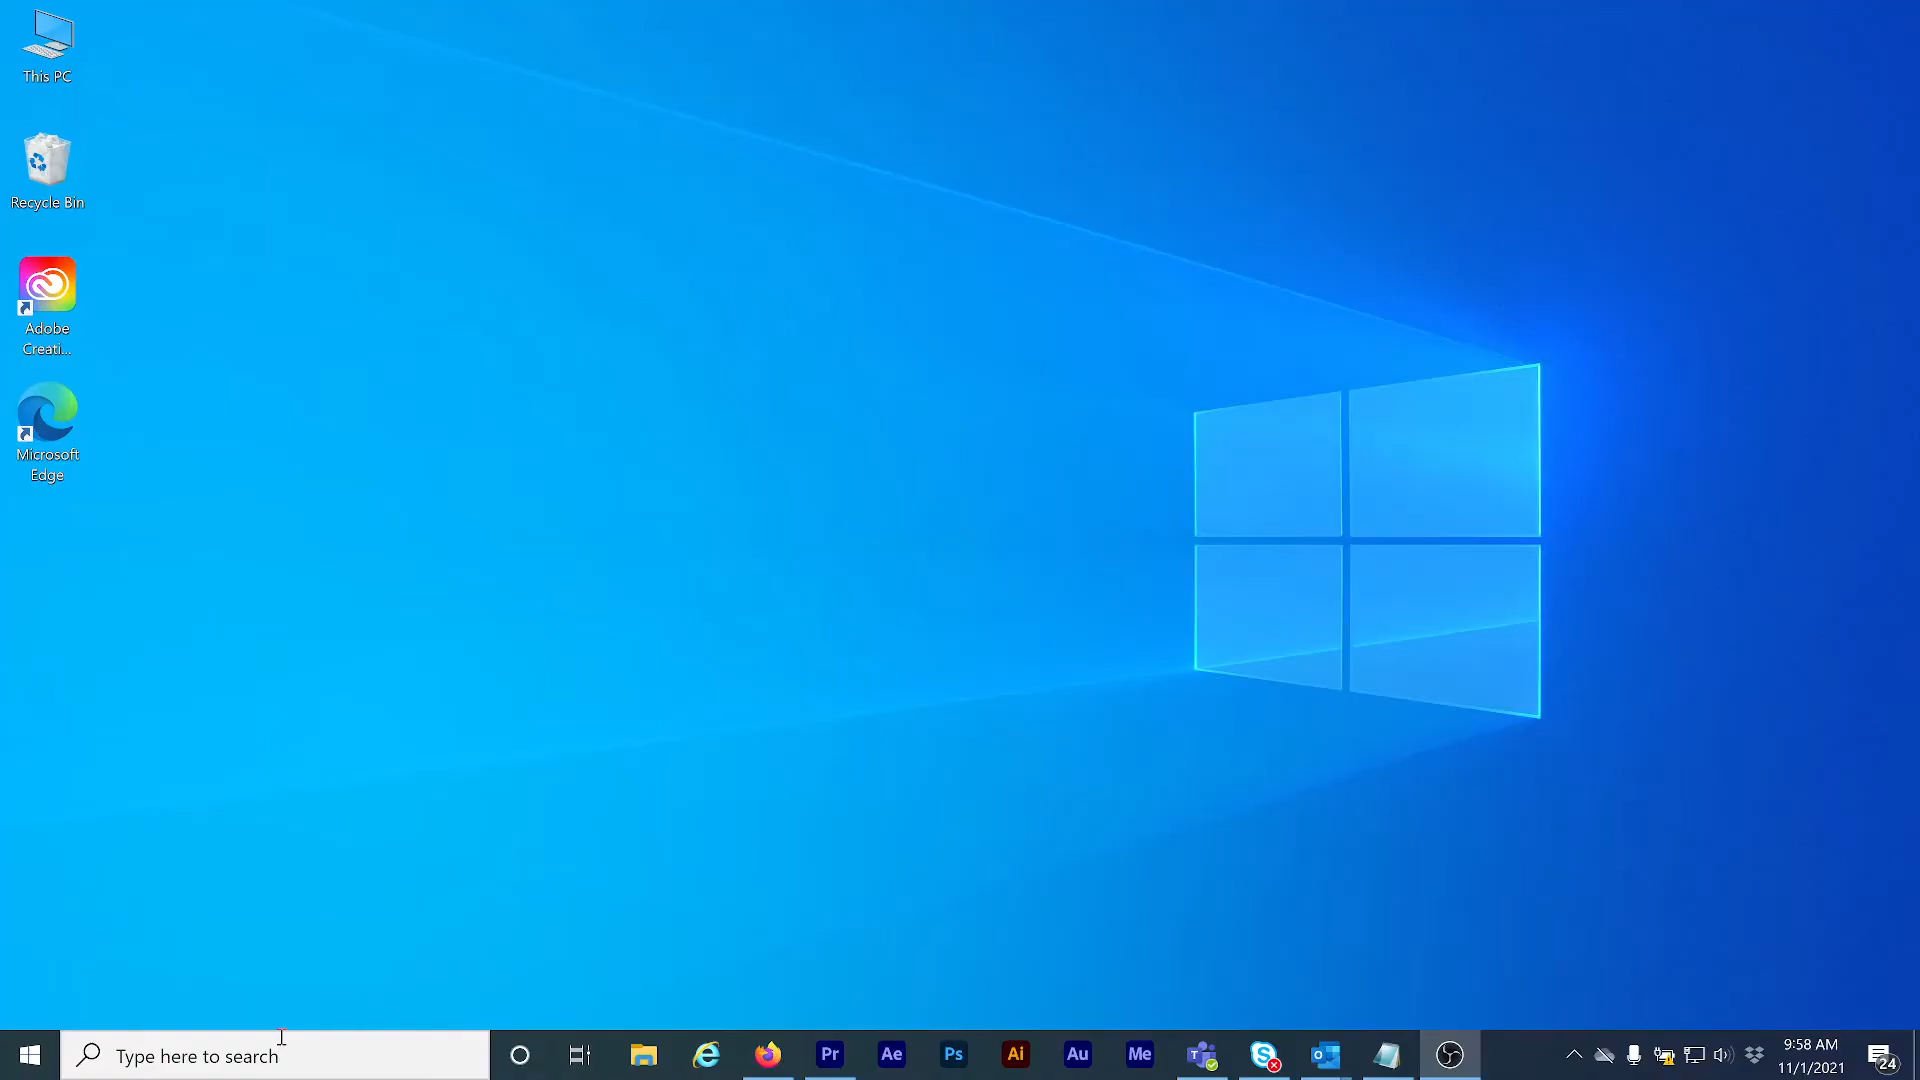 This PC
Recycle Bin
Adobe
Creati...
Microsoft
Edge
Type here to search
Pr
Ae
Ps
Ai
Au
Me
9:58 AM
11/1/2021
24